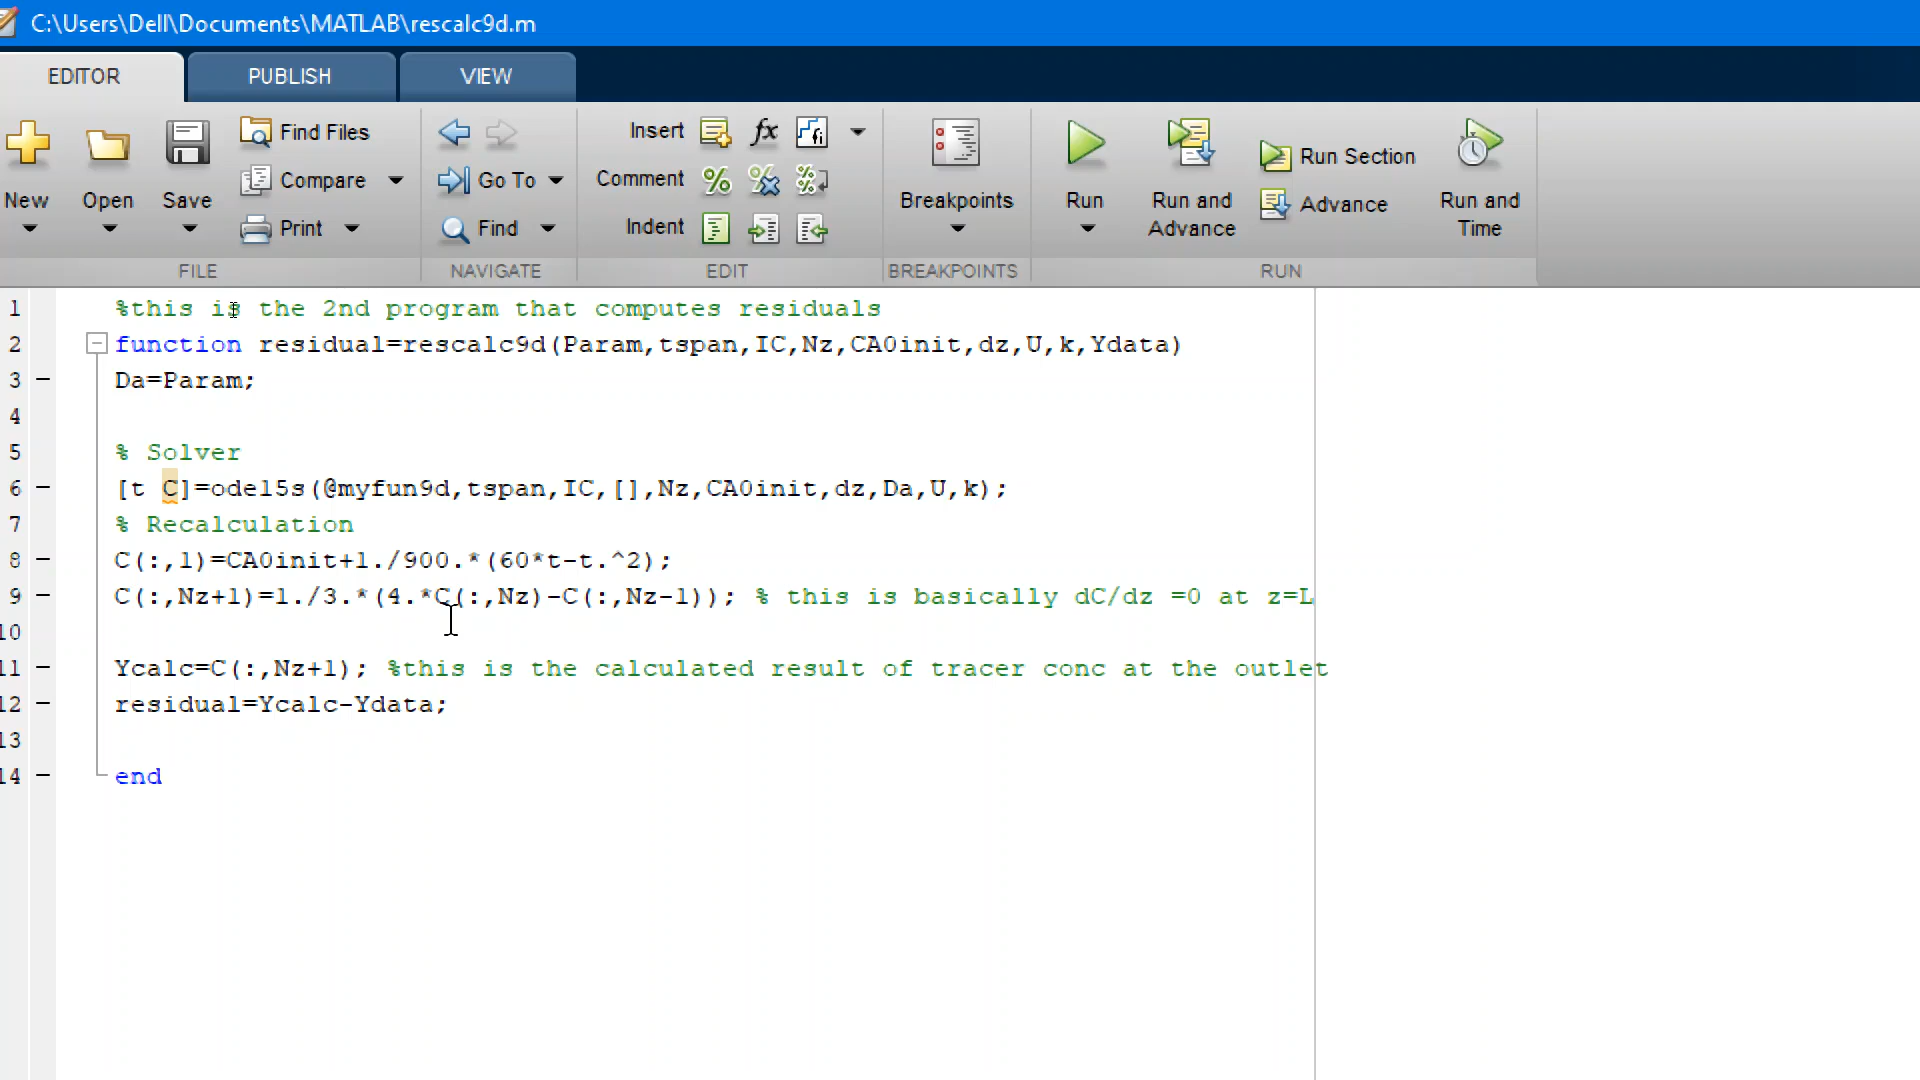 C:\Users\Dell\Documents\MATLAB\rescalc9d.m
EDITOR PUBLISH VIEW
New Open Save Find Files Compare Print
Go To Find
Insert fx fi
Comment
Indent
Breakpoints
Run
Run and Advance
Run Section
Advance
Run and Time
FILE NAVIGATE EDIT BREAKPOINTS RUN
1 %this is the 2nd program that computes residuals
2 function residual=rescalc9d(Param,tspan,IC,Nz,CA0init,dz,U,k,Ydata)
3 Da=Param;
4
5 % Solver
6 [t C]=ode15s(@myfun9d,tspan,IC,[],Nz,CA0init,dz,Da,U,k);
7 % Recalculation
8 C(:,1)=CA0init+1./900.*(60*t-t.^2);
9 C(:,Nz+1)=1./3.*(4.*C(:,Nz)-C(:,Nz-1)); % this is basically dC/dz =0 at z=L
10
11 Ycalc=C(:,Nz+1); %this is the calculated result of tracer conc at the outlet
12 residual=Ycalc-Ydata;
13
14 end